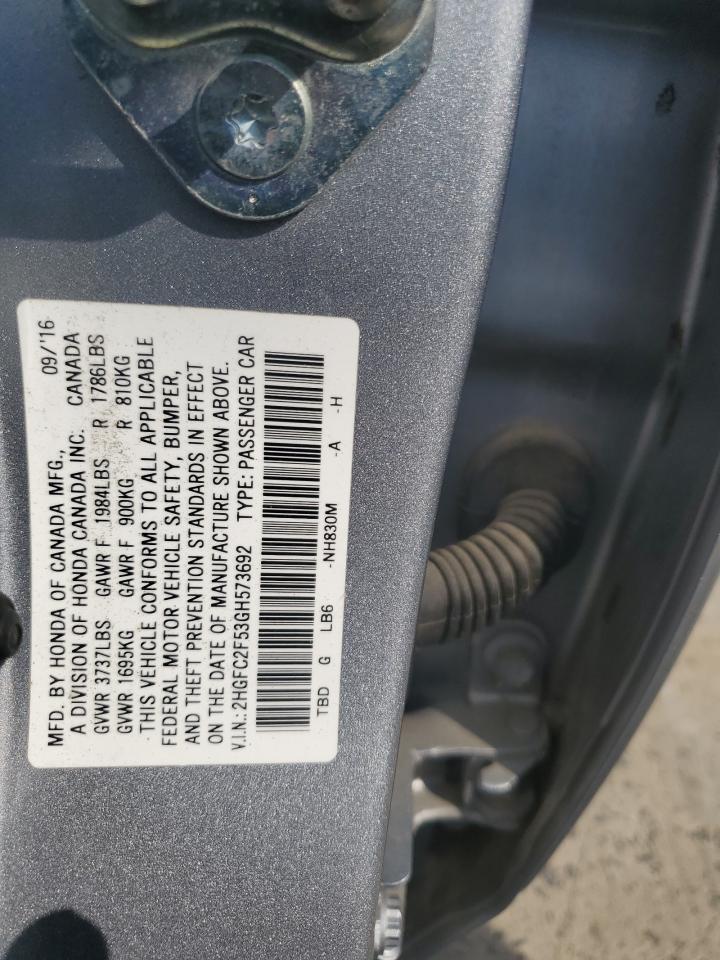 MFD. BY HONDA OF CANADA MFG., 09/'16
A DIVISION OF HONDA CANADA INC. CANADA
GVWR 3737LBS GAWR F 1984LBS R 1786LBS
GVWR 1695KG GAWR F 900KG R 810KG
THIS VEHICLE CONFORMS TO ALL APPLICABLE
FEDERAL MOTOR VEHICLE SAFETY, BUMPER,
AND THEFT PREVENTION STANDARDS IN EFFECT
ON THE DATE OF MANUFACTURE SHOWN ABOVE.
V.I.N.: 2HGFC2F53GH573692 TYPE: PASSENGER CAR
TBD G LB6 -NH830M -A -H